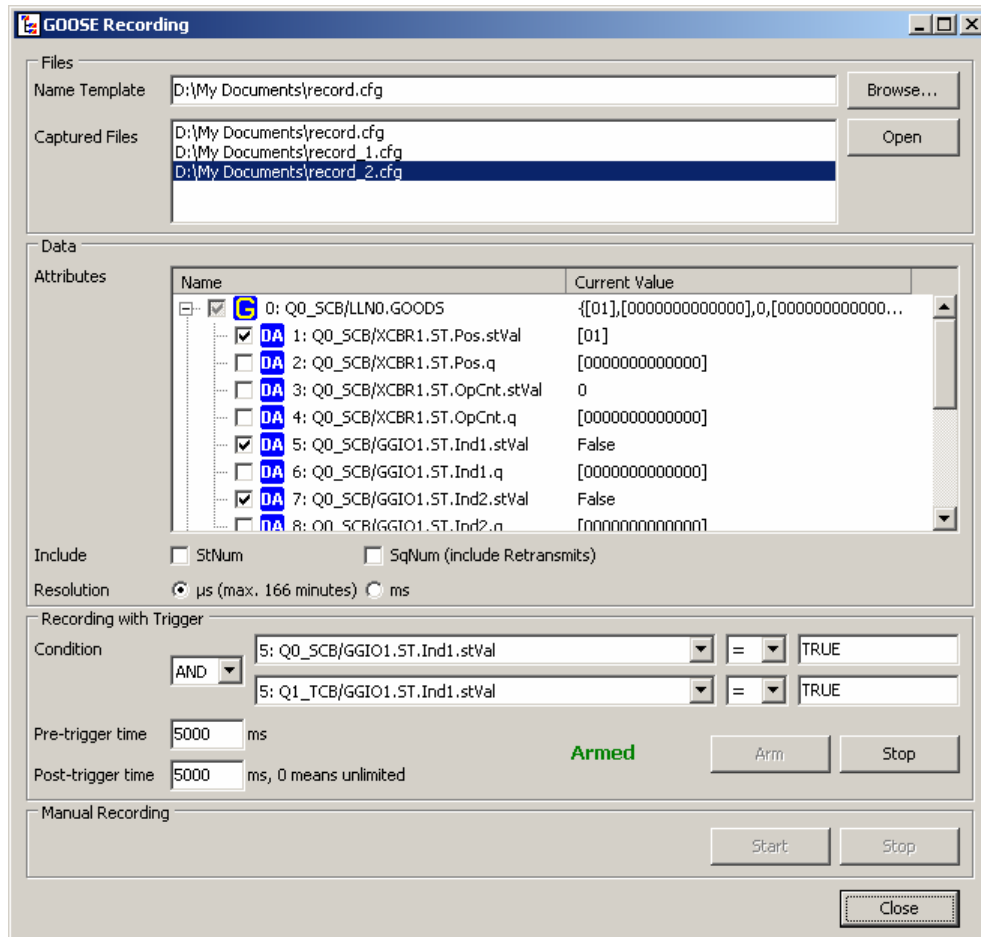 GOOSE Recording
Files
Name Template D:\My Documents\record.cfg Browse...
Captured Files D:\My Documents\record.cfg Open
D:\My Documents\record_1.cfg
D:\My Documents\record_2.cfg
Data
Attributes
Name Current Value
G 0: Q0_SCB/LLN0.GOODS {[01],[0000000000000],0,[000000000000...
DA 1: Q0_SCB/XCBR1.ST.Pos.stVal [01]
DA 2: Q0_SCB/XCBR1.ST.Pos.q [0000000000000]
DA 3: Q0_SCB/XCBR1.ST.OpCnt.stVal 0
DA 4: Q0_SCB/XCBR1.ST.OpCnt.q [0000000000000]
DA 5: Q0_SCB/GGIO1.ST.Ind1.stVal False
DA 6: Q0_SCB/GGIO1.ST.Ind1.q [0000000000000]
DA 7: Q0_SCB/GGIO1.ST.Ind2.stVal False
DA 8: Q0_SCB/GGIO1.ST.Ind2.q [0000000000000]
Include StNum SqNum (include Retransmits)
Resolution µs (max. 166 minutes) ms
Recording with Trigger
Condition
AND
5: Q0_SCB/GGIO1.ST.Ind1.stVal = TRUE
5: Q1_TCB/GGIO1.ST.Ind1.stVal = TRUE
Pre-trigger time 5000 ms
Armed Arm Stop
Post-trigger time 5000 ms, 0 means unlimited
Manual Recording
Start Stop
Close